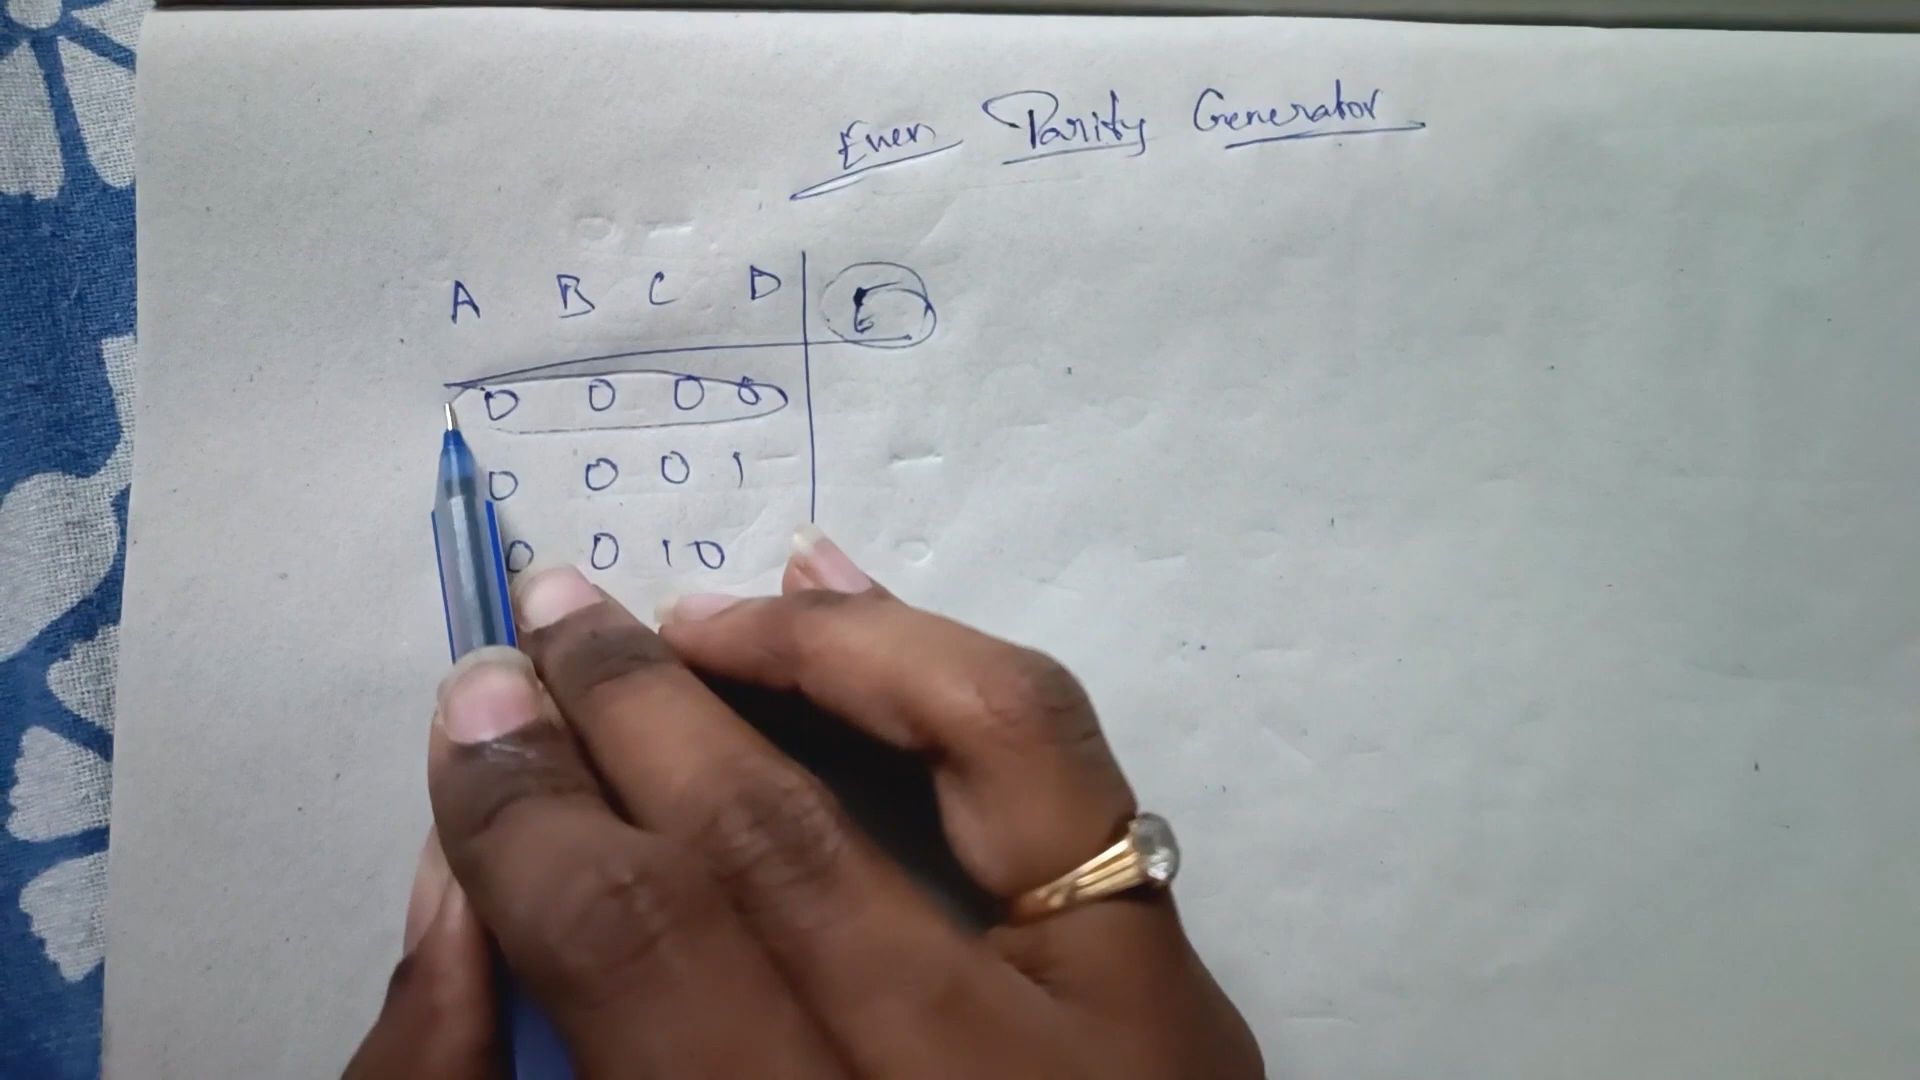 Even Parity Generator
A B C D E
0 0 0 0
0 0 0 1
0 0 1 0